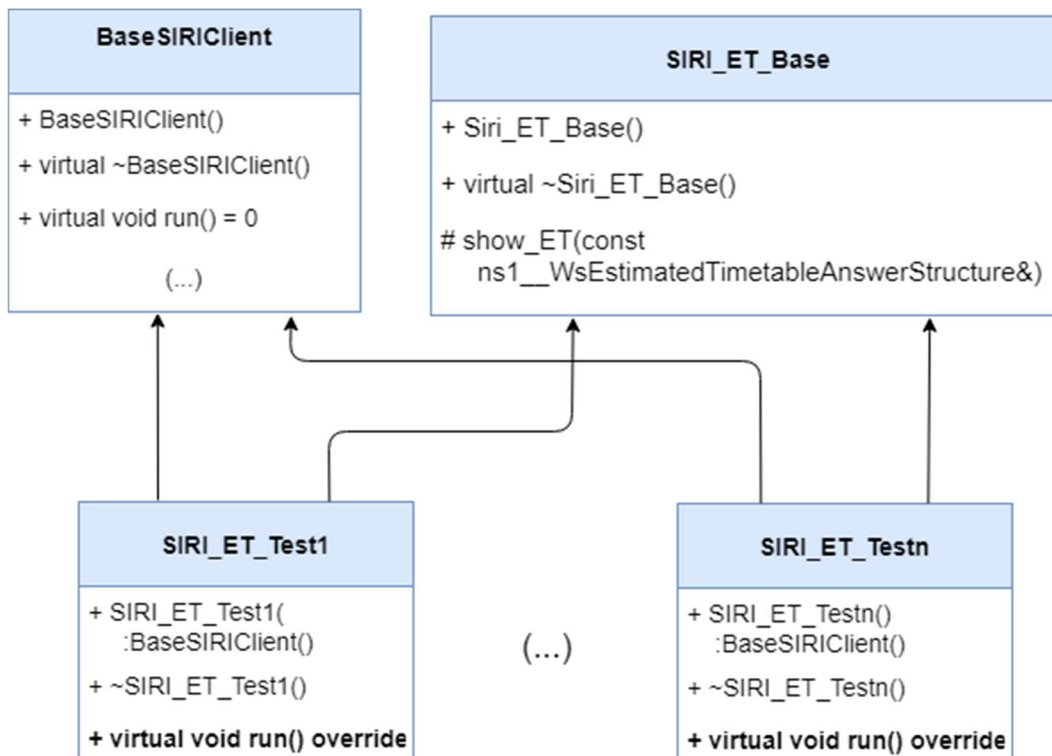 BaseSIRIClient
+ BaseSIRIClient()
+ virtual ~BaseSIRIClient()
+ virtual void run() = 0
(...)
SIRI_ET_Base
+ Siri_ET_Base()
+ virtual ~Siri_ET_Base()
# show_ET(const
ns1__WsEstimatedTimetableAnswerStructure&)
SIRI_ET_Test1
+ SIRI_ET_Test1(
:BaseSIRIClient()
+ ~SIRI_ET_Test1()
+ virtual void run() override
(...)
SIRI_ET_Testn
+ SIRI_ET_Testn()
:BaseSIRIClient()
+ ~SIRI_ET_Testn()
+ virtual void run() override